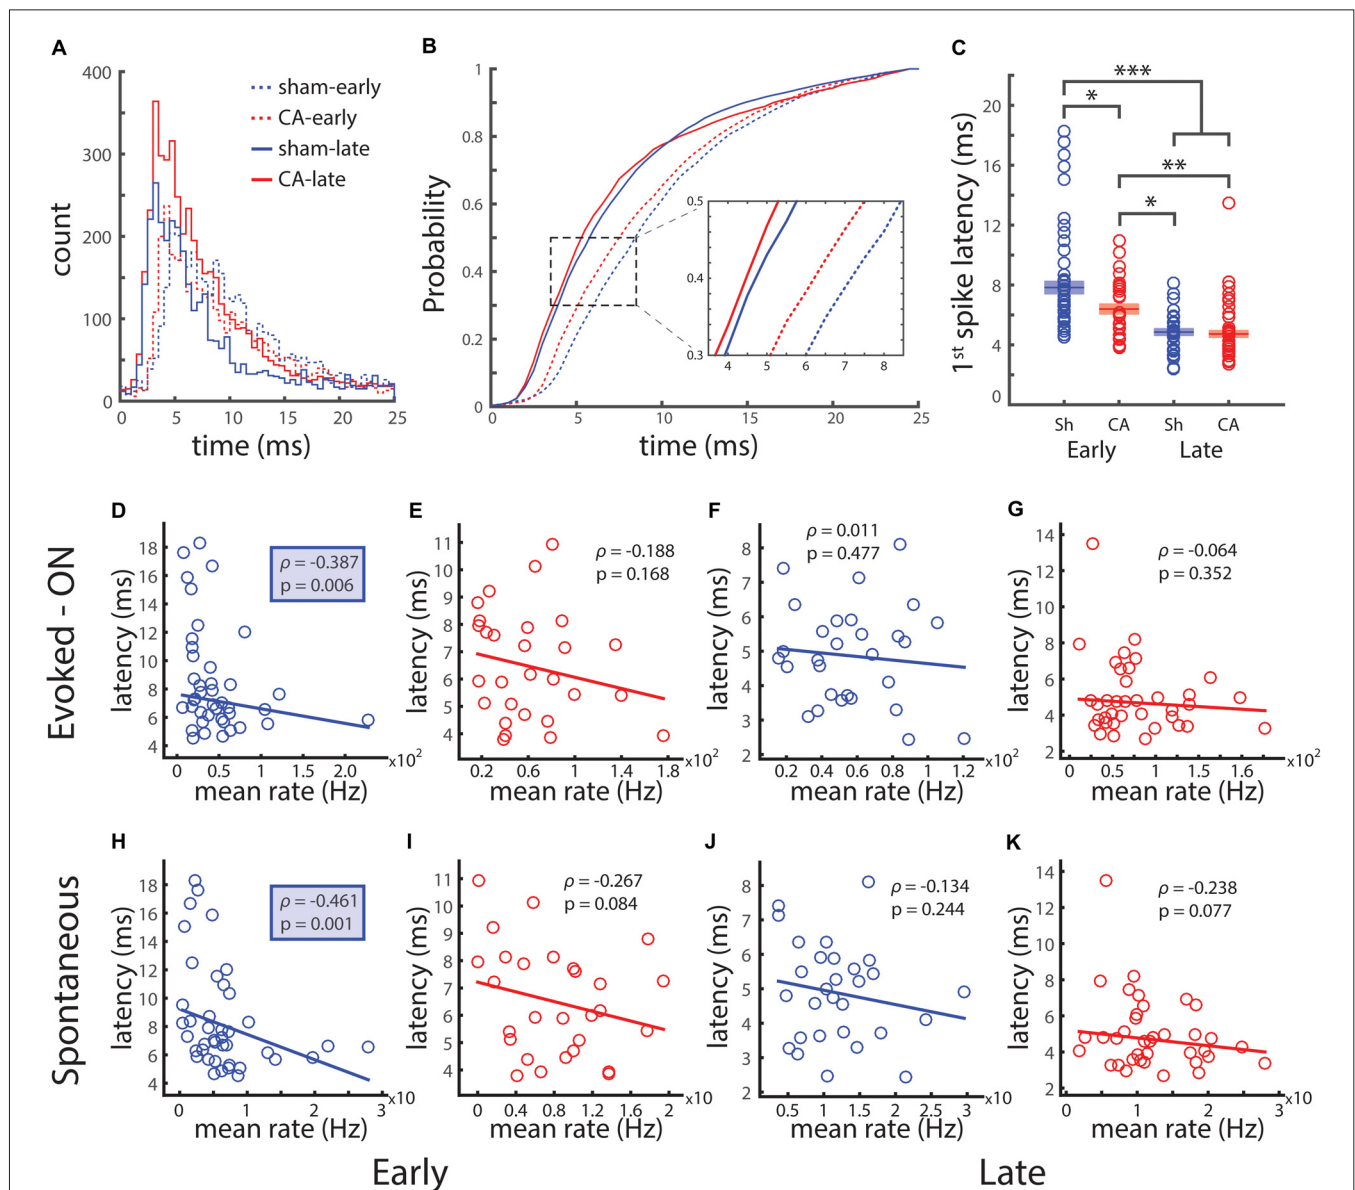 A
400
300
200
100
0
count
0 5 10 15 20 25
time (ms)
sham-early
CA-early
sham-late
CA-late
B
1
0.8
0.6
0.4
0.2
0
Probability
0 5 10 15 20 25
time (ms)
0.5
0.4
0.3
4 5 6 7 8
C
20
16
12
8
4
0
1st spike latency (ms)
***
*
**
*
Sh CA Sh CA
Early Late
Evoked - ON
D
18
16
14
12
10
8
6
4
latency (ms)
ρ = -0.387
p = 0.006
0 0.5 1 1.5 2.0 x10²
mean rate (Hz)
E
11
10
9
8
7
6
5
4
latency (ms)
ρ = -0.188
p = 0.168
0.2 0.6 1 1.4 1.8 x10²
mean rate (Hz)
F
8
7
6
5
4
3
2
latency (ms)
ρ = 0.011
p = 0.477
0.2 0.4 0.6 0.8 1 1.2 x10²
mean rate (Hz)
G
14
12
10
8
6
4
2
latency (ms)
ρ = -0.064
p = 0.352
0 0.5 1 1.5 1.6 x10²
mean rate (Hz)
Spontaneous
H
18
16
14
12
10
8
6
4
latency (ms)
ρ = -0.461
p = 0.001
0 1 2 3 x10
mean rate (Hz)
I
11
10
9
8
7
6
5
4
3
latency (ms)
ρ = -0.267
p = 0.084
0 0.4 0.8 1.2 1.6 2 x10
mean rate (Hz)
J
8
7
6
5
4
3
2
latency (ms)
ρ = -0.134
p = 0.244
0.5 1 1.5 2 2.5 3 x10
mean rate (Hz)
K
14
12
10
8
6
4
2
latency (ms)
ρ = -0.238
p = 0.077
0 1 2 3 x10
mean rate (Hz)
Early
Late